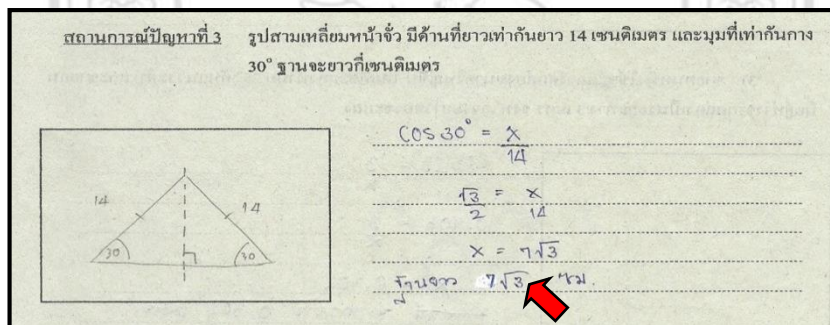 สถานการณ์ปัญหาที่ 3 รูปสามเหลี่ยมหน้าจั่ว มีด้านที่ยาวเท่ากันยาว 14 เซนติเมตร และมุมที่เท่ากันกาง
30° ฐานจะยาวกี่เซนติเมตร
cos 30° = x/14
√3/2 = x/14
x = 7√3
ฐานยาว 7√3 ซม.
14 14
30 30